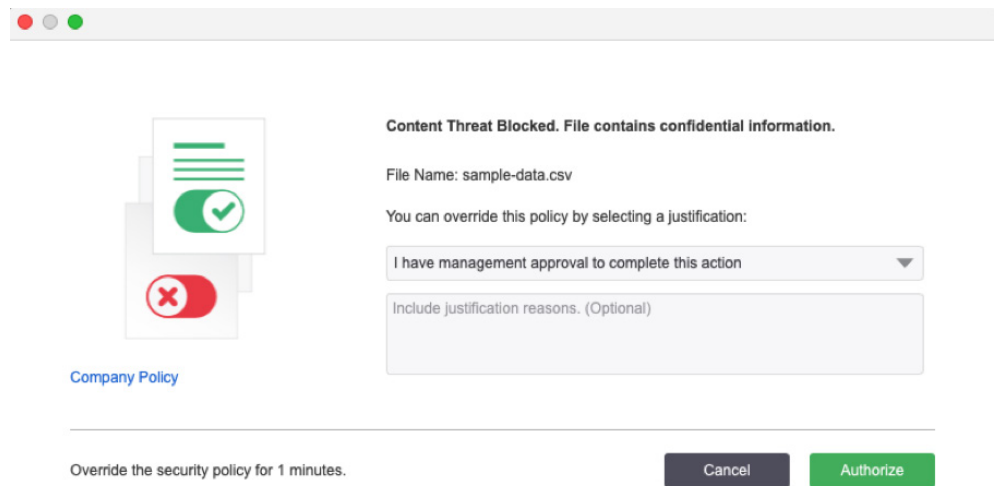 Content Threat Blocked. File contains confidential information.
File Name: sample-data.csv
You can override this policy by selecting a justification:
I have management approval to complete this action
Include justification reasons. (Optional)
Company Policy
Override the security policy for 1 minutes.
Cancel
Authorize